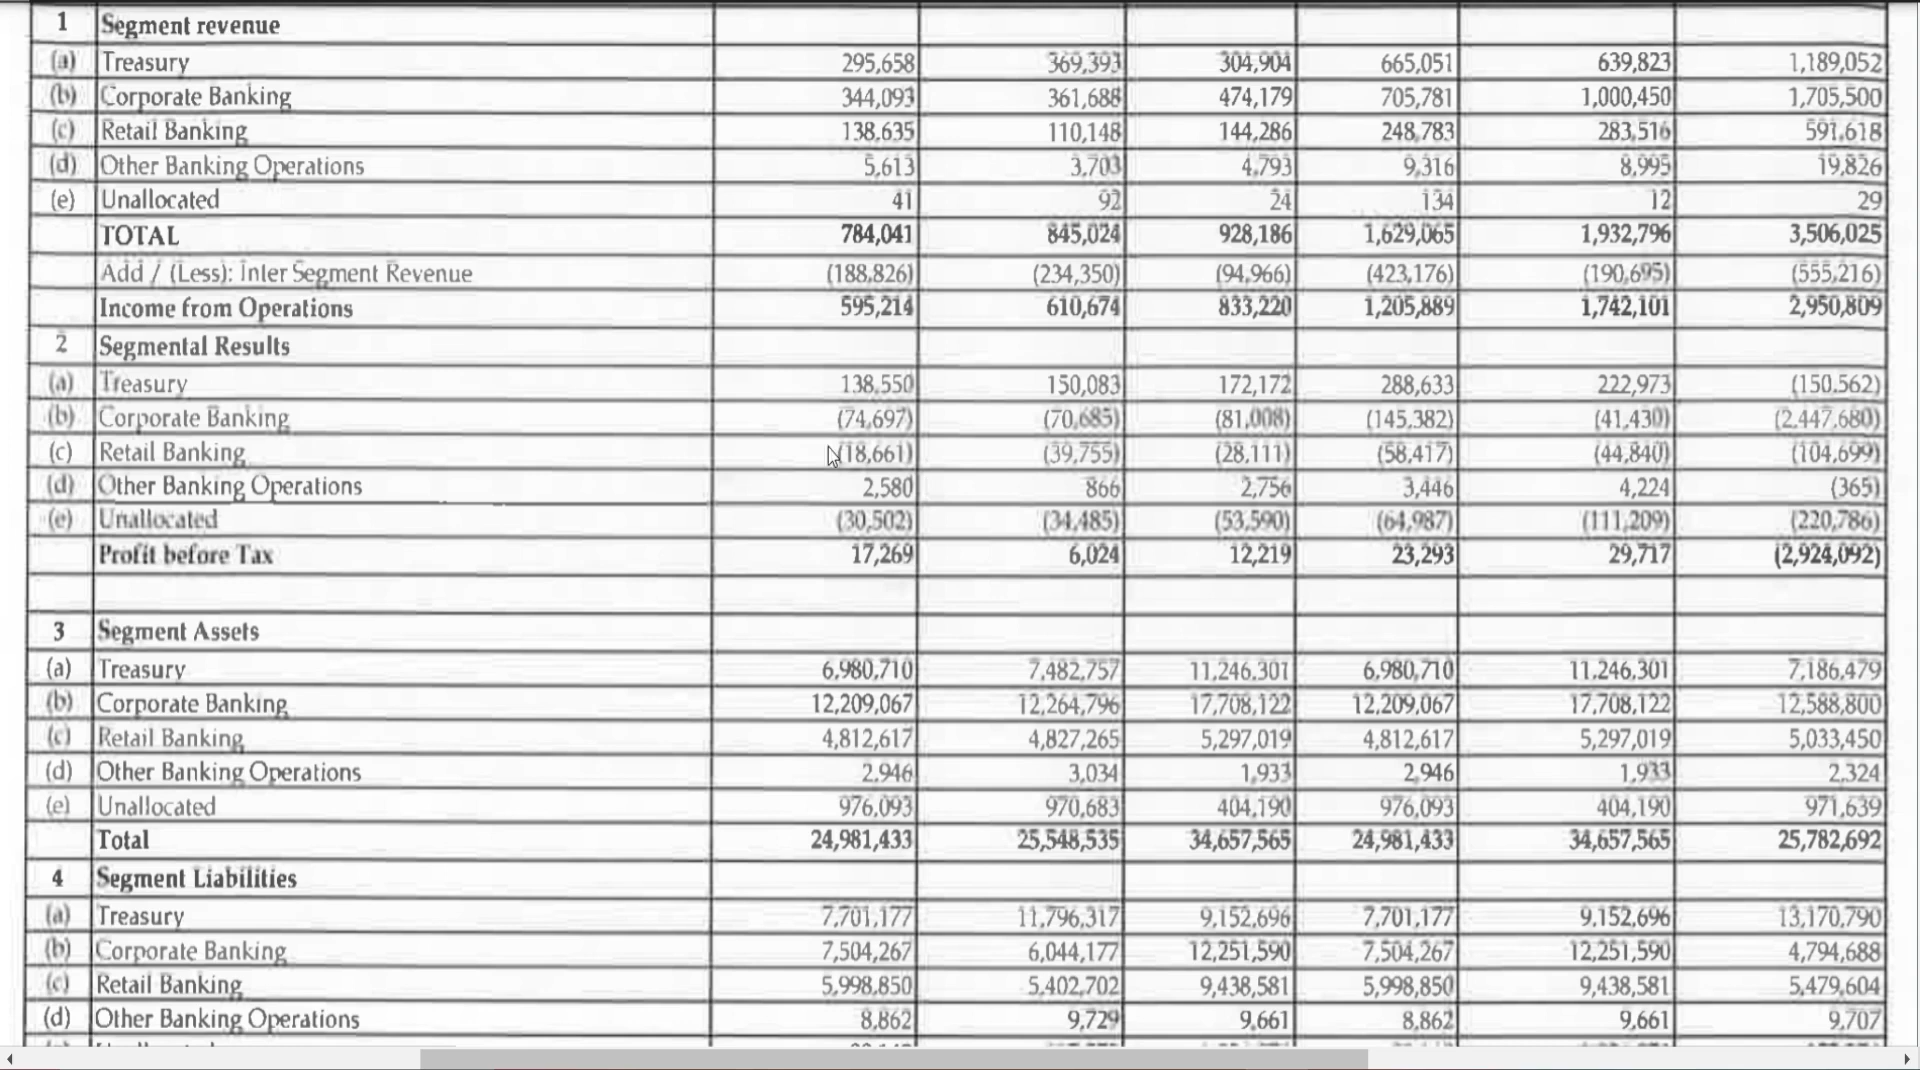 1 Segment revenue
(a) Treasury 295,658 369,393 304,904 665,051 639,823 1,189,052
(b) Corporate Banking 344,093 361,688 474,179 705,781 1,000,450 1,705,500
(c) Retail Banking 138,635 110,148 144,286 248,783 283,516 591,618
(d) Other Banking Operations 5,613 3,703 4,793 9,316 8,995 19,826
(e) Unallocated 41 92 24 134 12 29
TOTAL 784,041 845,024 928,186 1,629,065 1,932,796 3,506,025
Add / (Less): Inter Segment Revenue (188,826) (234,350) (94,966) (423,176) (190,695) (555,216)
Income from Operations 595,214 610,674 833,220 1,205,889 1,742,101 2,950,809
2 Segmental Results
(a) Treasury 138,550 150,083 172,172 288,633 222,973 (150,562)
(b) Corporate Banking (74,697) (70,685) (81,008) (145,382) (41,430) (2,447,680)
(c) Retail Banking (18,661) (39,755) (28,111) (58,417) (44,840) (104,699)
(d) Other Banking Operations 2,580 866 2,756 3,446 4,224 (365)
(e) Unallocated (30,502) (34,485) (53,590) (64,987) (111,209) (220,786)
Profit before Tax 17,269 6,024 12,219 23,293 29,717 (2,924,092)
3 Segment Assets
(a) Treasury 6,980,710 7,482,757 11,246,301 6,980,710 11,246,301 7,186,479
(b) Corporate Banking 12,209,067 12,264,796 17,708,122 12,209,067 17,708,122 12,588,800
(c) Retail Banking 4,812,617 4,827,265 5,297,019 4,812,617 5,297,019 5,033,450
(d) Other Banking Operations 2,946 3,034 1,933 2,946 1,933 2,324
(e) Unallocated 976,093 970,683 404,190 976,093 404,190 971,639
Total 24,981,433 25,548,535 34,657,565 24,981,433 34,657,565 25,782,692
4 Segment Liabilities
(a) Treasury 7,701,177 11,796,317 9,152,696 7,701,177 9,152,696 13,170,790
(b) Corporate Banking 7,504,267 6,044,177 12,251,590 7,504,267 12,251,590 4,794,688
(c) Retail Banking 5,998,850 5,402,702 9,438,581 5,998,850 9,438,581 5,479,604
(d) Other Banking Operations 8,862 9,729 9,661 8,862 9,661 9,707